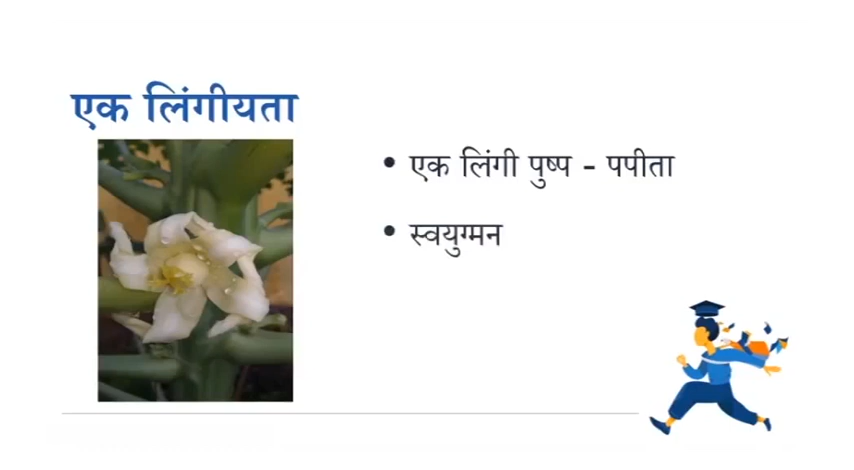 एक लिंगीयता
• एक लिंगी पुष्प - पपीता
• स्वयुग्मन